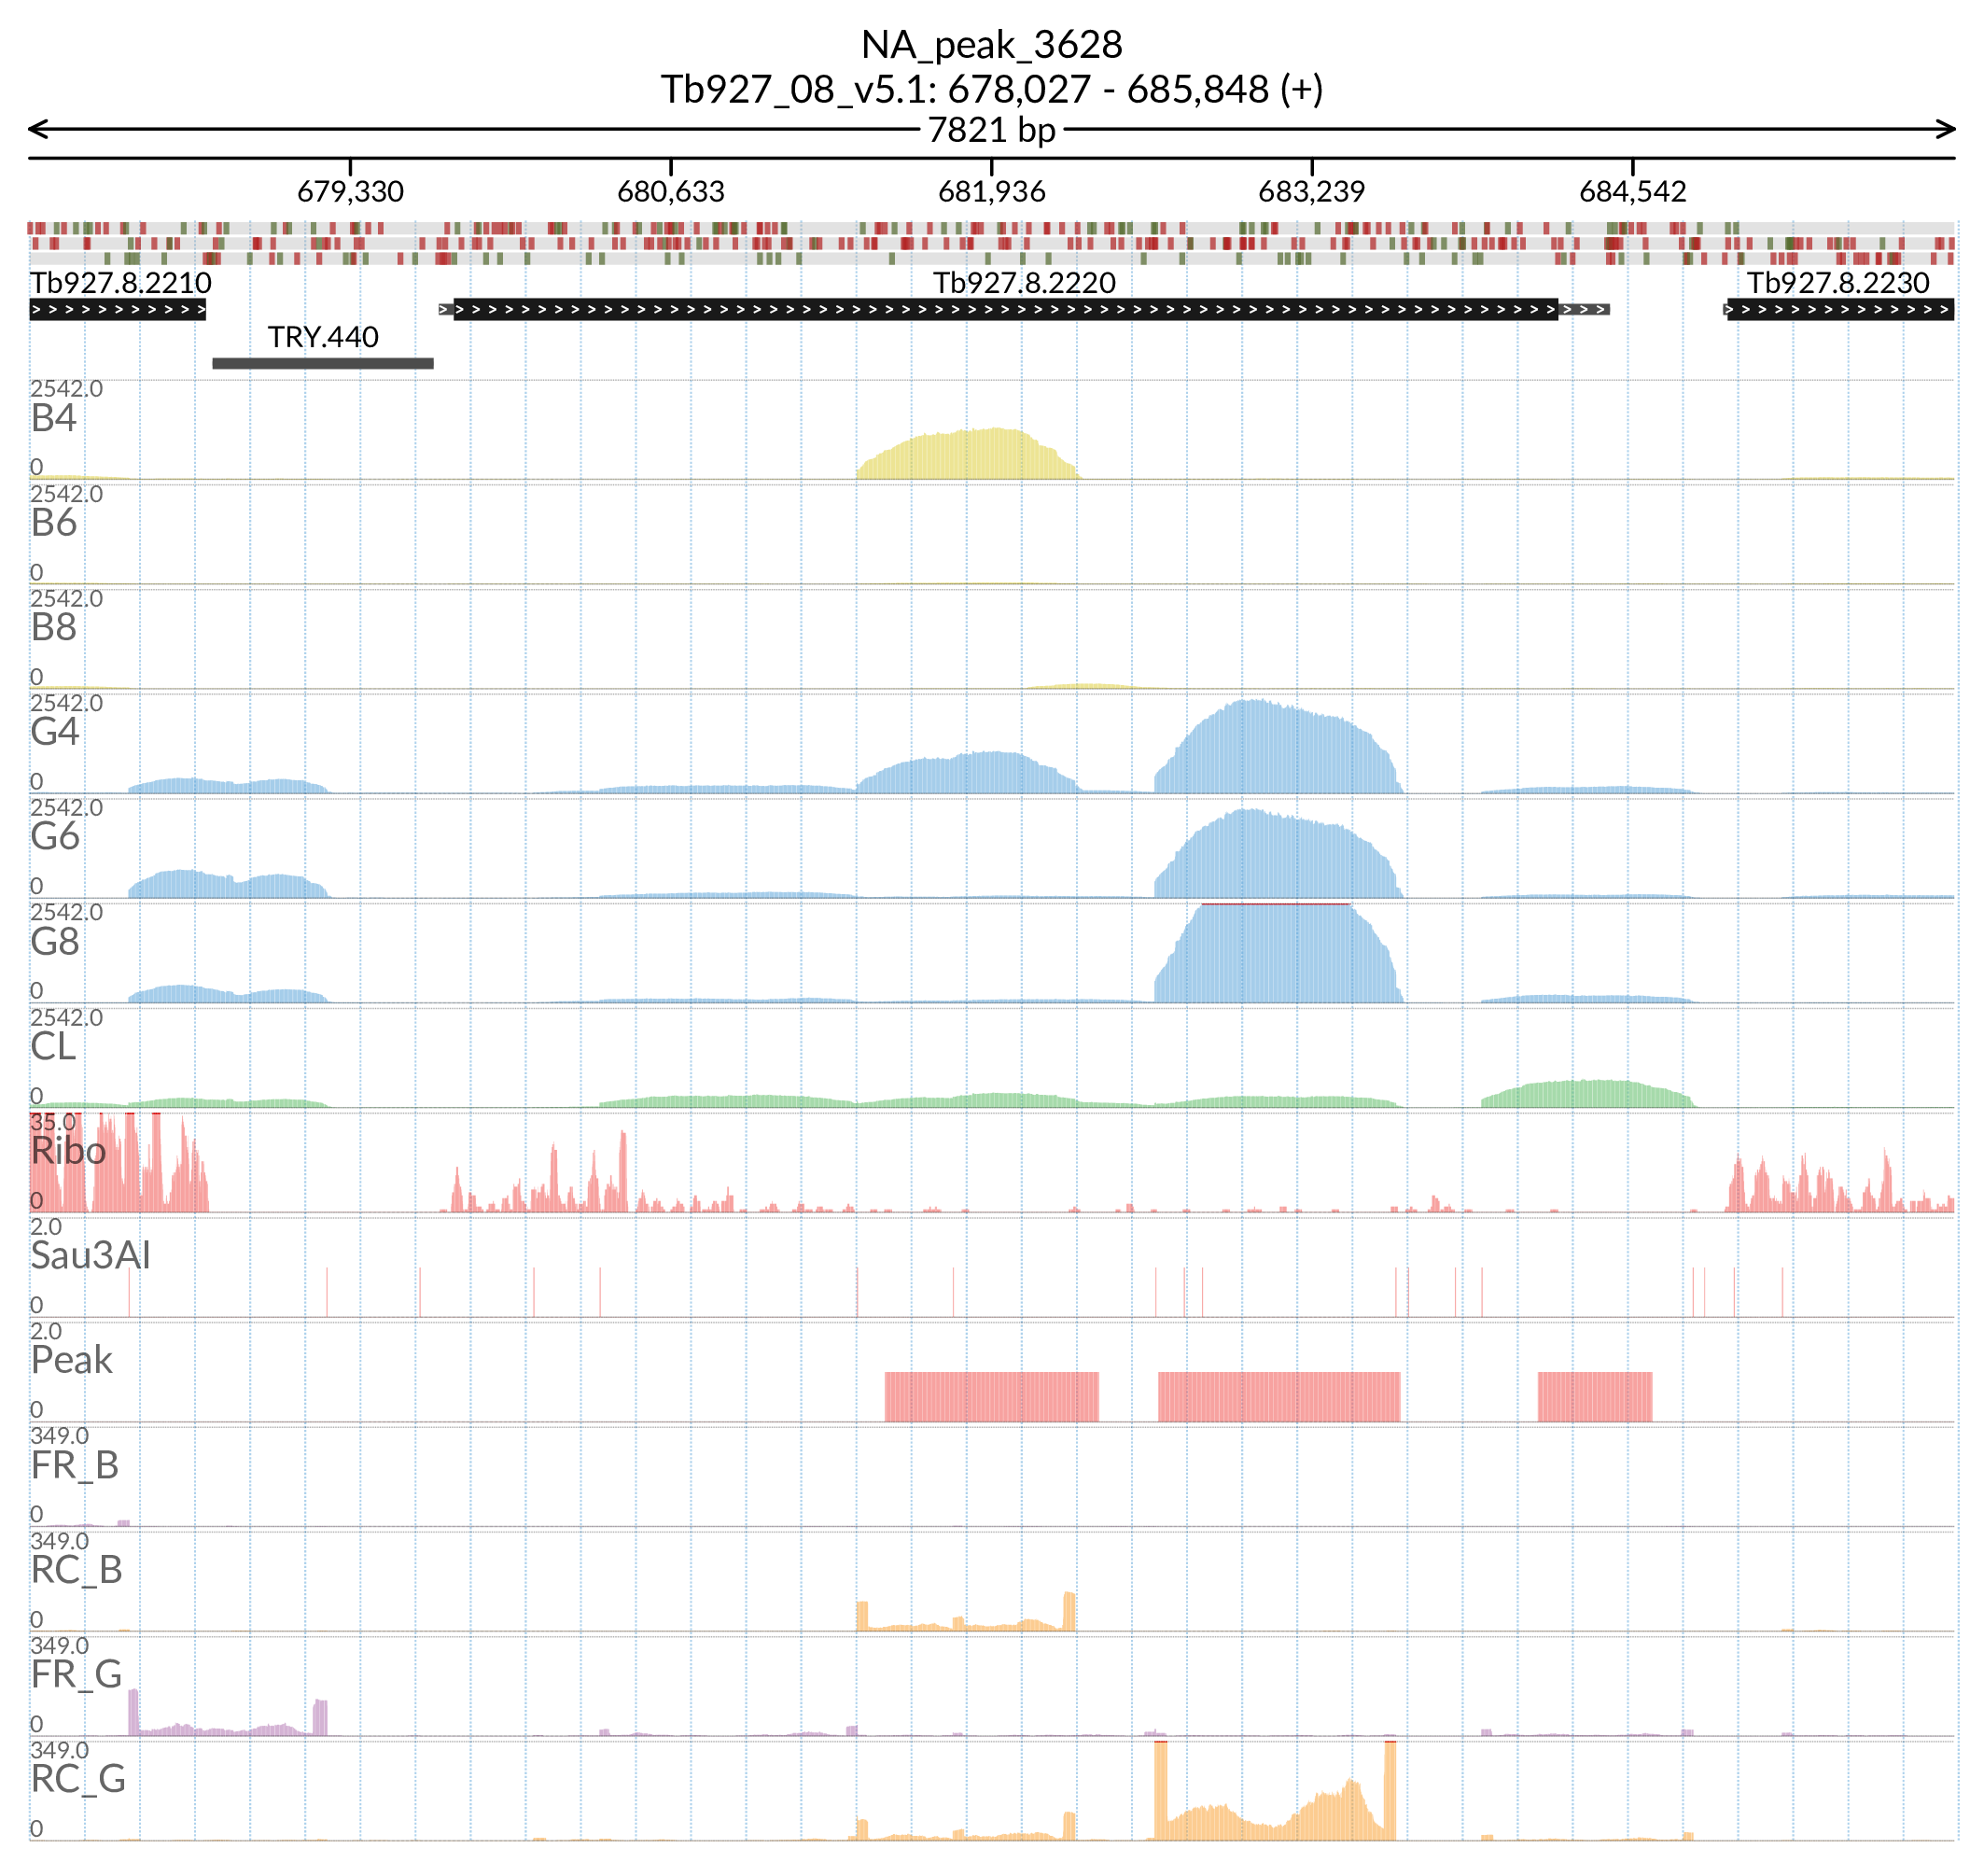 NA_peak_3628
Tb927_08_v5.1: 678,027 - 685,848 (+)
7821 bp
679,330 680,633 681,936 683,239 684,542
Tb927.8.2210 Tb927.8.2220 Tb927.8.2230
TRY.440
2542.0
B4
0
2542.0
B6
0
2542.0
B8
0
2542.0
G4
0
2542.0
G6
0
2542.0
G8
0
2542.0
CL
0
35.0
Ribo
0
2.0
Sau3AI
0
2.0
Peak
0
349.0
FR_B
0
349.0
RC_B
0
349.0
FR_G
0
349.0
RC_G
0